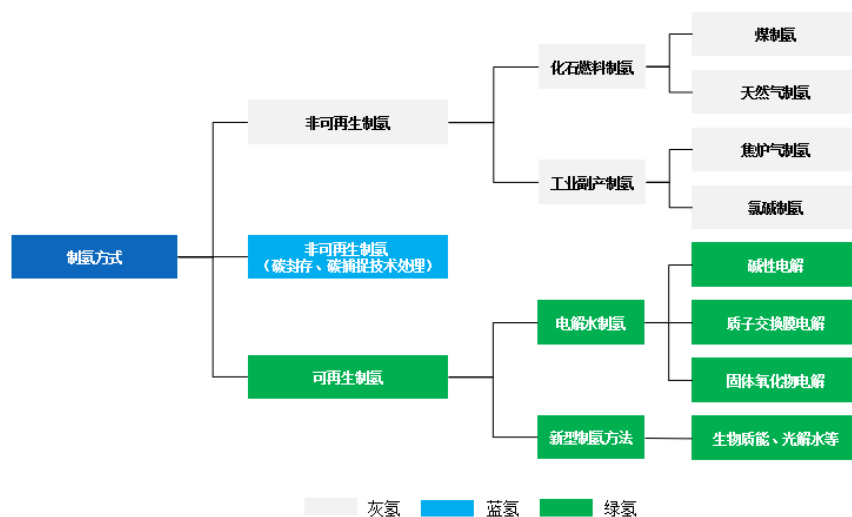 煤制氢
化石燃料制氢
天然气制氢
非可再生制氢
焦炉气制氢
工业副产制氢
氯碱制氢
制氢方式
非可再生制氢
（碳封存、碳捕捉技术处理）
碱性电解
电解水制氢
质子交换膜电解
可再生制氢
固体氧化物电解
新型制氢方法
生物质能、光解水等
灰氢
蓝氢
绿氢